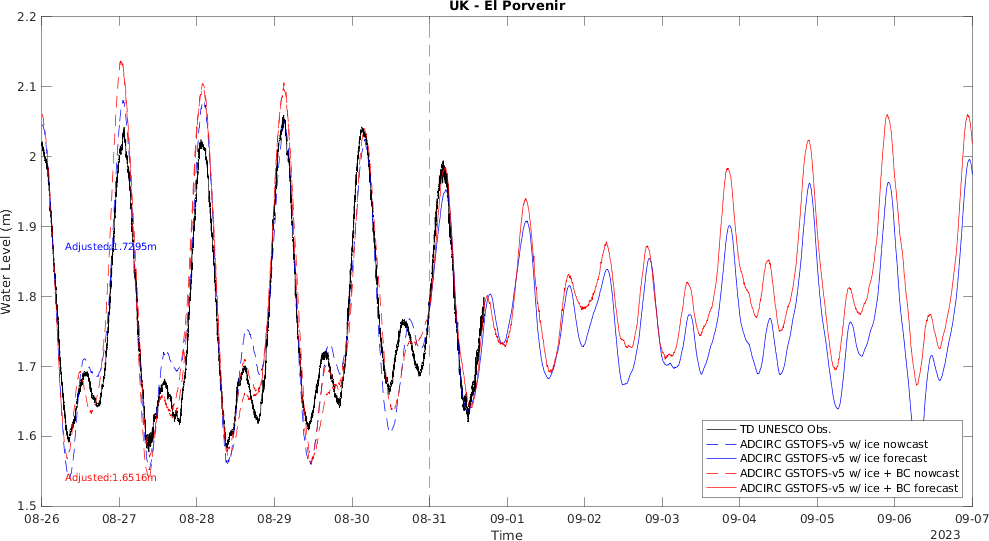 UK - El Porvenir
2.2
2.1
2
1.9
1.8
1.7
1.6
1.5
Water Level (m)
Adjusted:1.7295m
Adjusted:1.6516m
TD UNESCO Obs.
ADCIRC GSTOFS-v5 w/ ice nowcast
ADCIRC GSTOFS-v5 w/ ice forecast
ADCIRC GSTOFS-v5 w/ ice + BC nowcast
ADCIRC GSTOFS-v5 w/ ice + BC forecast
08-26 08-27 08-28 08-29 08-30 08-31 09-01 09-02 09-03 09-04 09-05 09-06 09-07
Time
2023